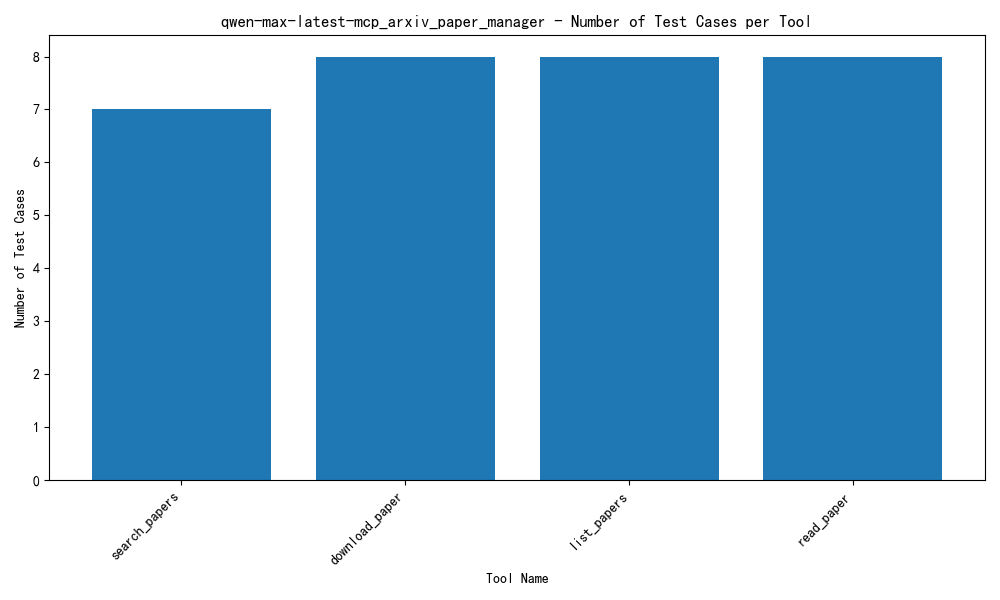 qwen-max-latest-mcp_arxiv_paper_manager - Number of Test Cases per Tool
Number of Test Cases
8
7
6
5
4
3
2
1
0
search_papers
download_paper
list_papers
read_paper
Tool Name